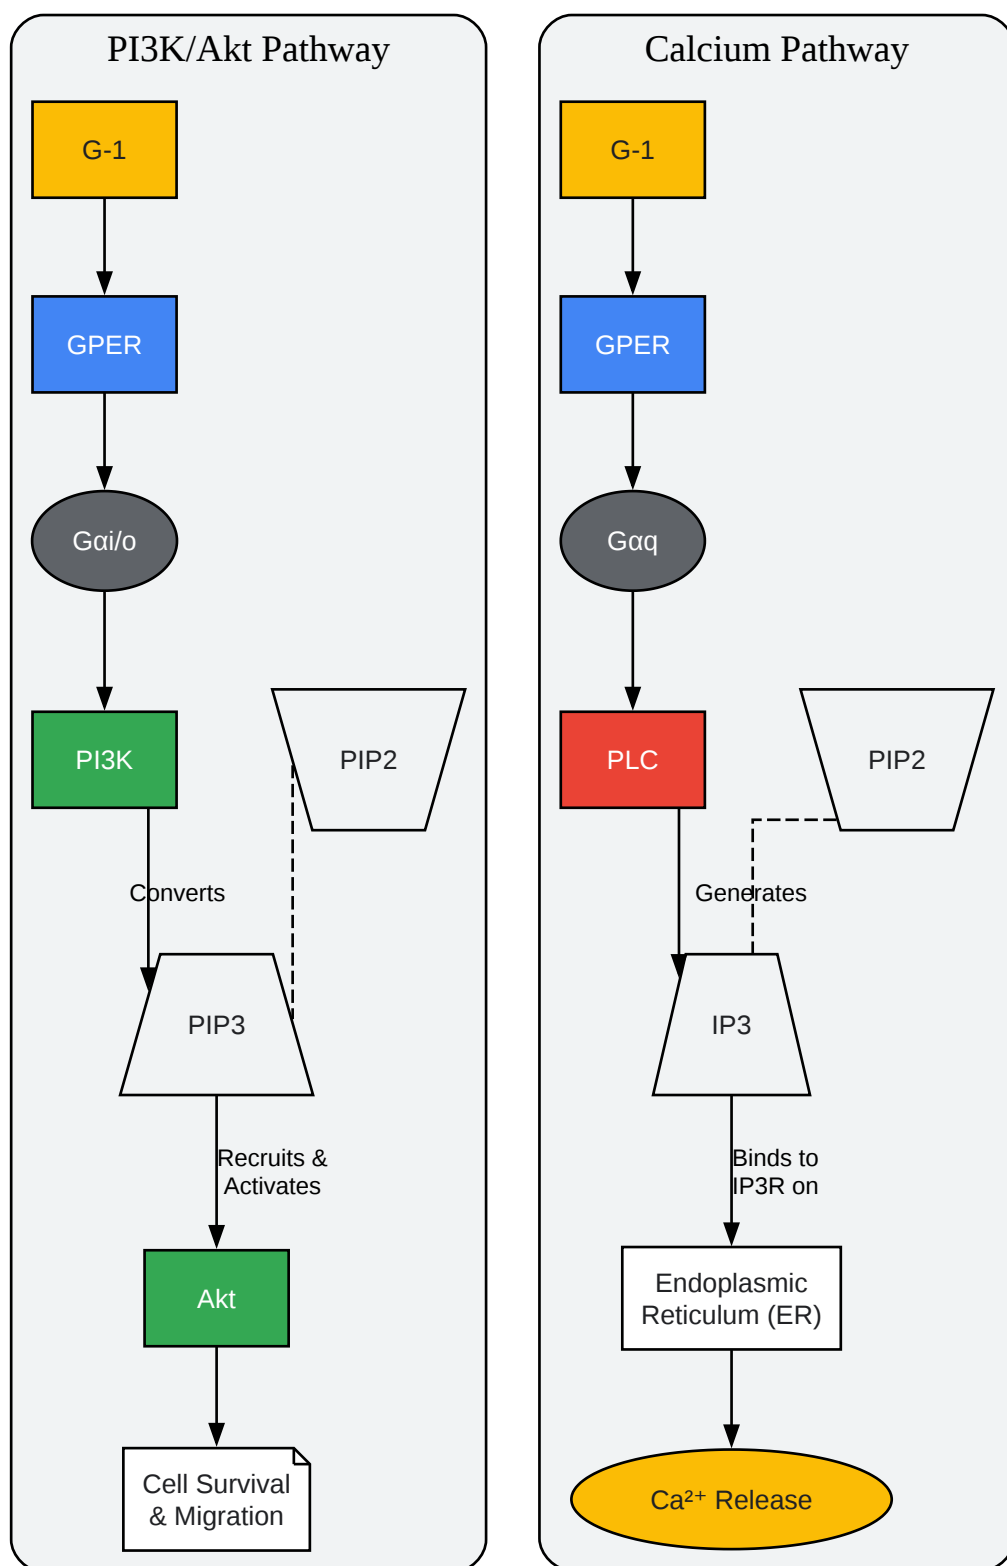 PI3K/Akt Pathway
G-1
GPER
Gαi/o
PI3K
PIP2
Converts
PIP3
Recruits &
Activates
Akt
Cell Survival
& Migration
Calcium Pathway
G-1
GPER
Gαq
PLC
PIP2
Generates
IP3
Binds to
IP3R on
Endoplasmic
Reticulum (ER)
Ca²⁺ Release